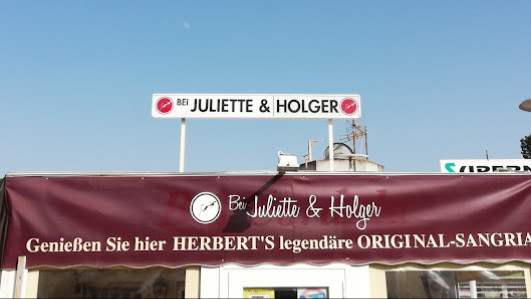 BEI JULIETTE & HOLGER
Bei Juliette & Holger
Genießen Sie hier HERBERT'S legendäre ORIGINAL-SANGRIA